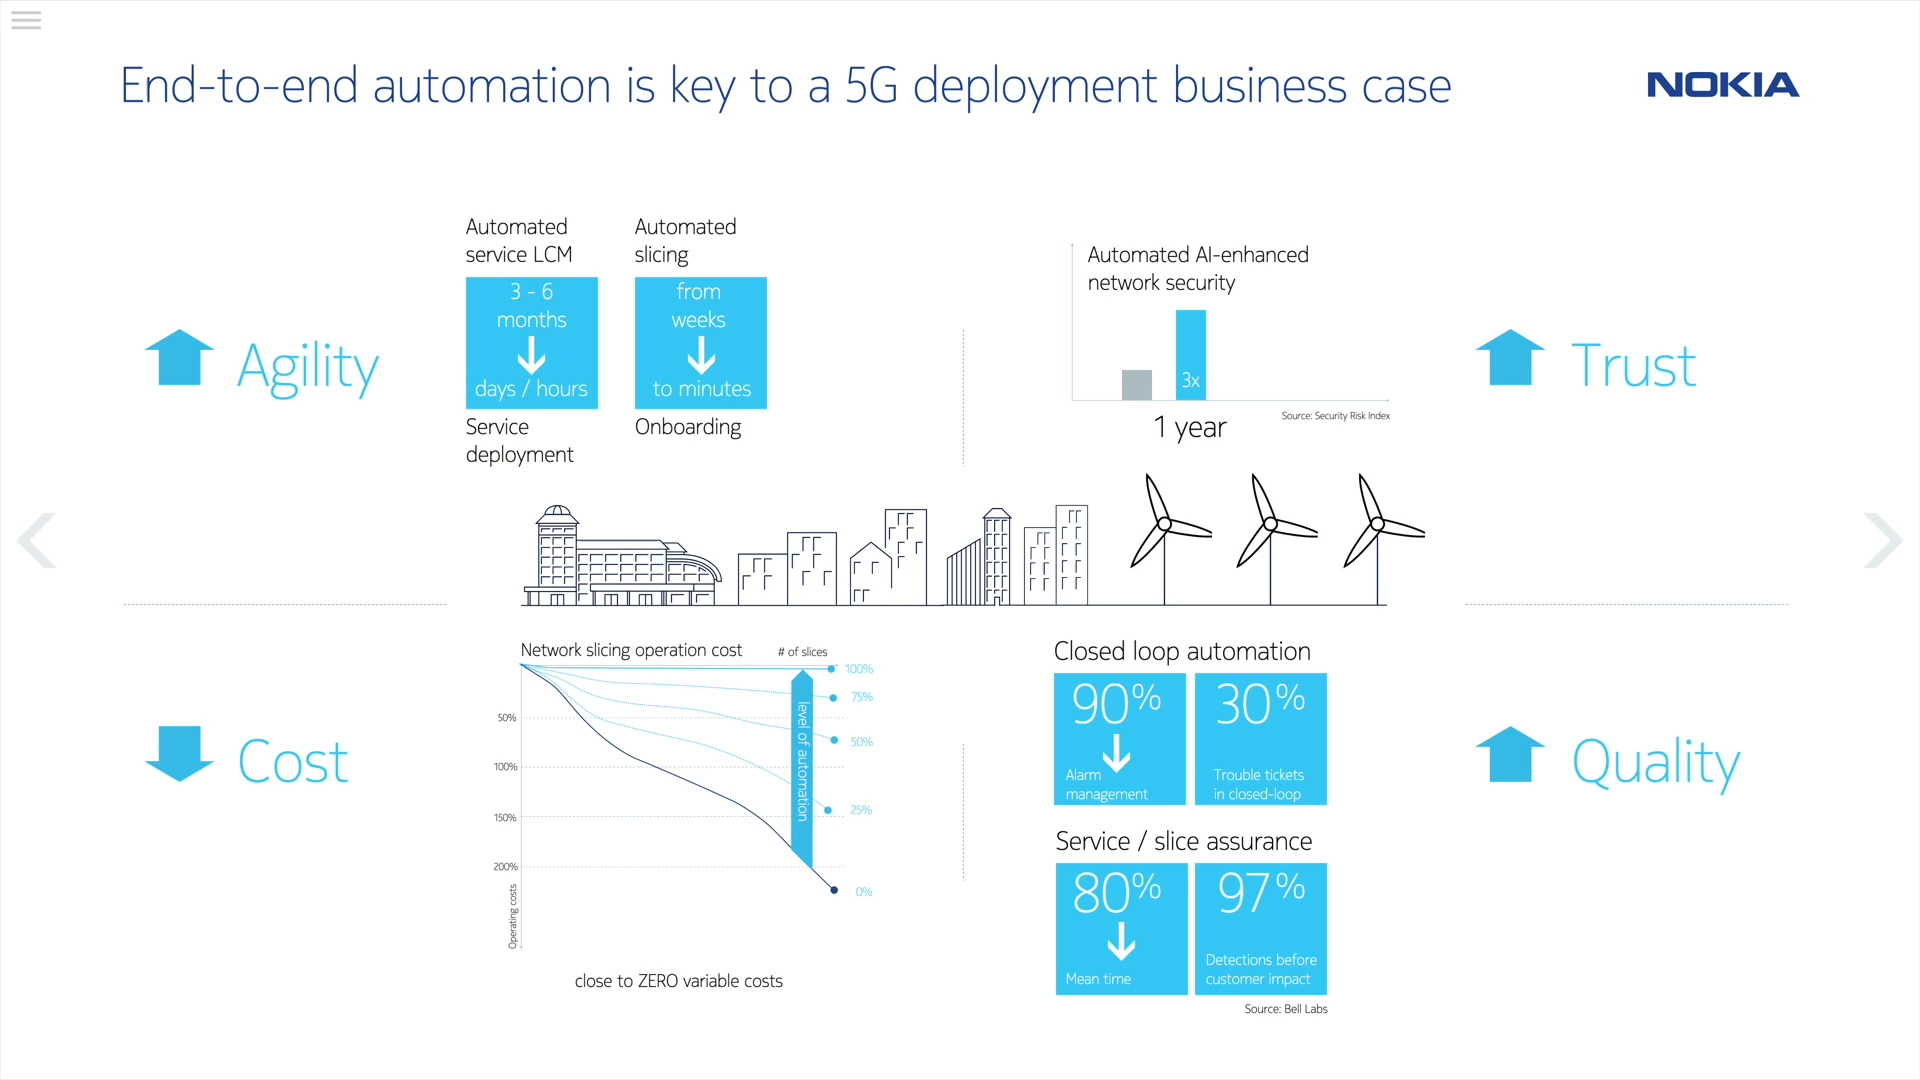 End-to-end automation is key to a 5G deployment business case
NOKIA
Agility
Automated
service LCM
3 - 6
months
days / hours
Service
deployment
Automated
slicing
from
weeks
to minutes
Onboarding
Automated AI-enhanced
network security
3x
1 year
Source: Security Risk Index
Trust
Cost
Network slicing operation cost
# of slices
100%
75%
50%
25%
0%
level of automation
50%
100%
150%
200%
Operating costs
close to ZERO variable costs
Closed loop automation
90%
Alarm
management
30%
Trouble tickets
in closed-loop
Service / slice assurance
80%
Mean time
97%
Detections before
customer impact
Source: Bell Labs
Quality